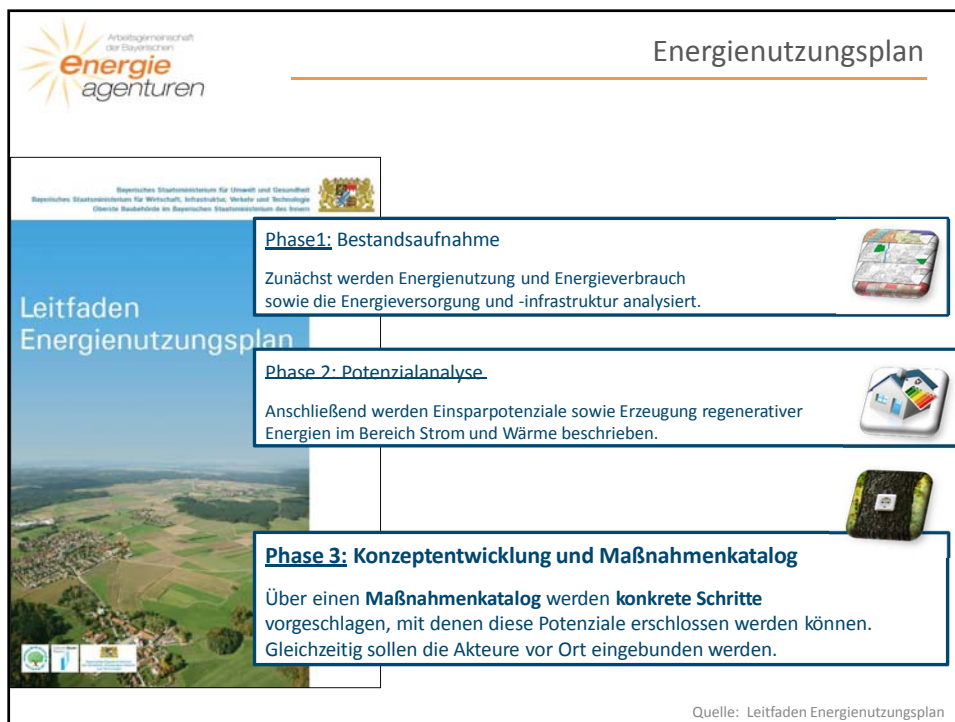 Arbeitsgemeinschaft
der Bayerischen
energie
agenturen
Energienutzungsplan
Bayerisches Staatsministerium für Umwelt und Gesundheit
Bayerisches Staatsministerium für Wirtschaft, Infrastruktur, Verkehr und Technologie
Oberste Baubehörde im Bayerischen Staatsministerium des Innern
Leitfaden
Energienutzungsplan
Phase1: Bestandsaufnahme
Zunächst werden Energienutzung und Energieverbrauch
sowie die Energieversorgung und -infrastruktur analysiert.
Phase 2: Potenzialanalyse
Anschließend werden Einsparpotenziale sowie Erzeugung regenerativer
Energien im Bereich Strom und Wärme beschrieben.
Phase 3: Konzeptentwicklung und Maßnahmenkatalog
Über einen Maßnahmenkatalog werden konkrete Schritte
vorgeschlagen, mit denen diese Potenziale erschlossen werden können.
Gleichzeitig sollen die Akteure vor Ort eingebunden werden.
Quelle: Leitfaden Energienutzungsplan